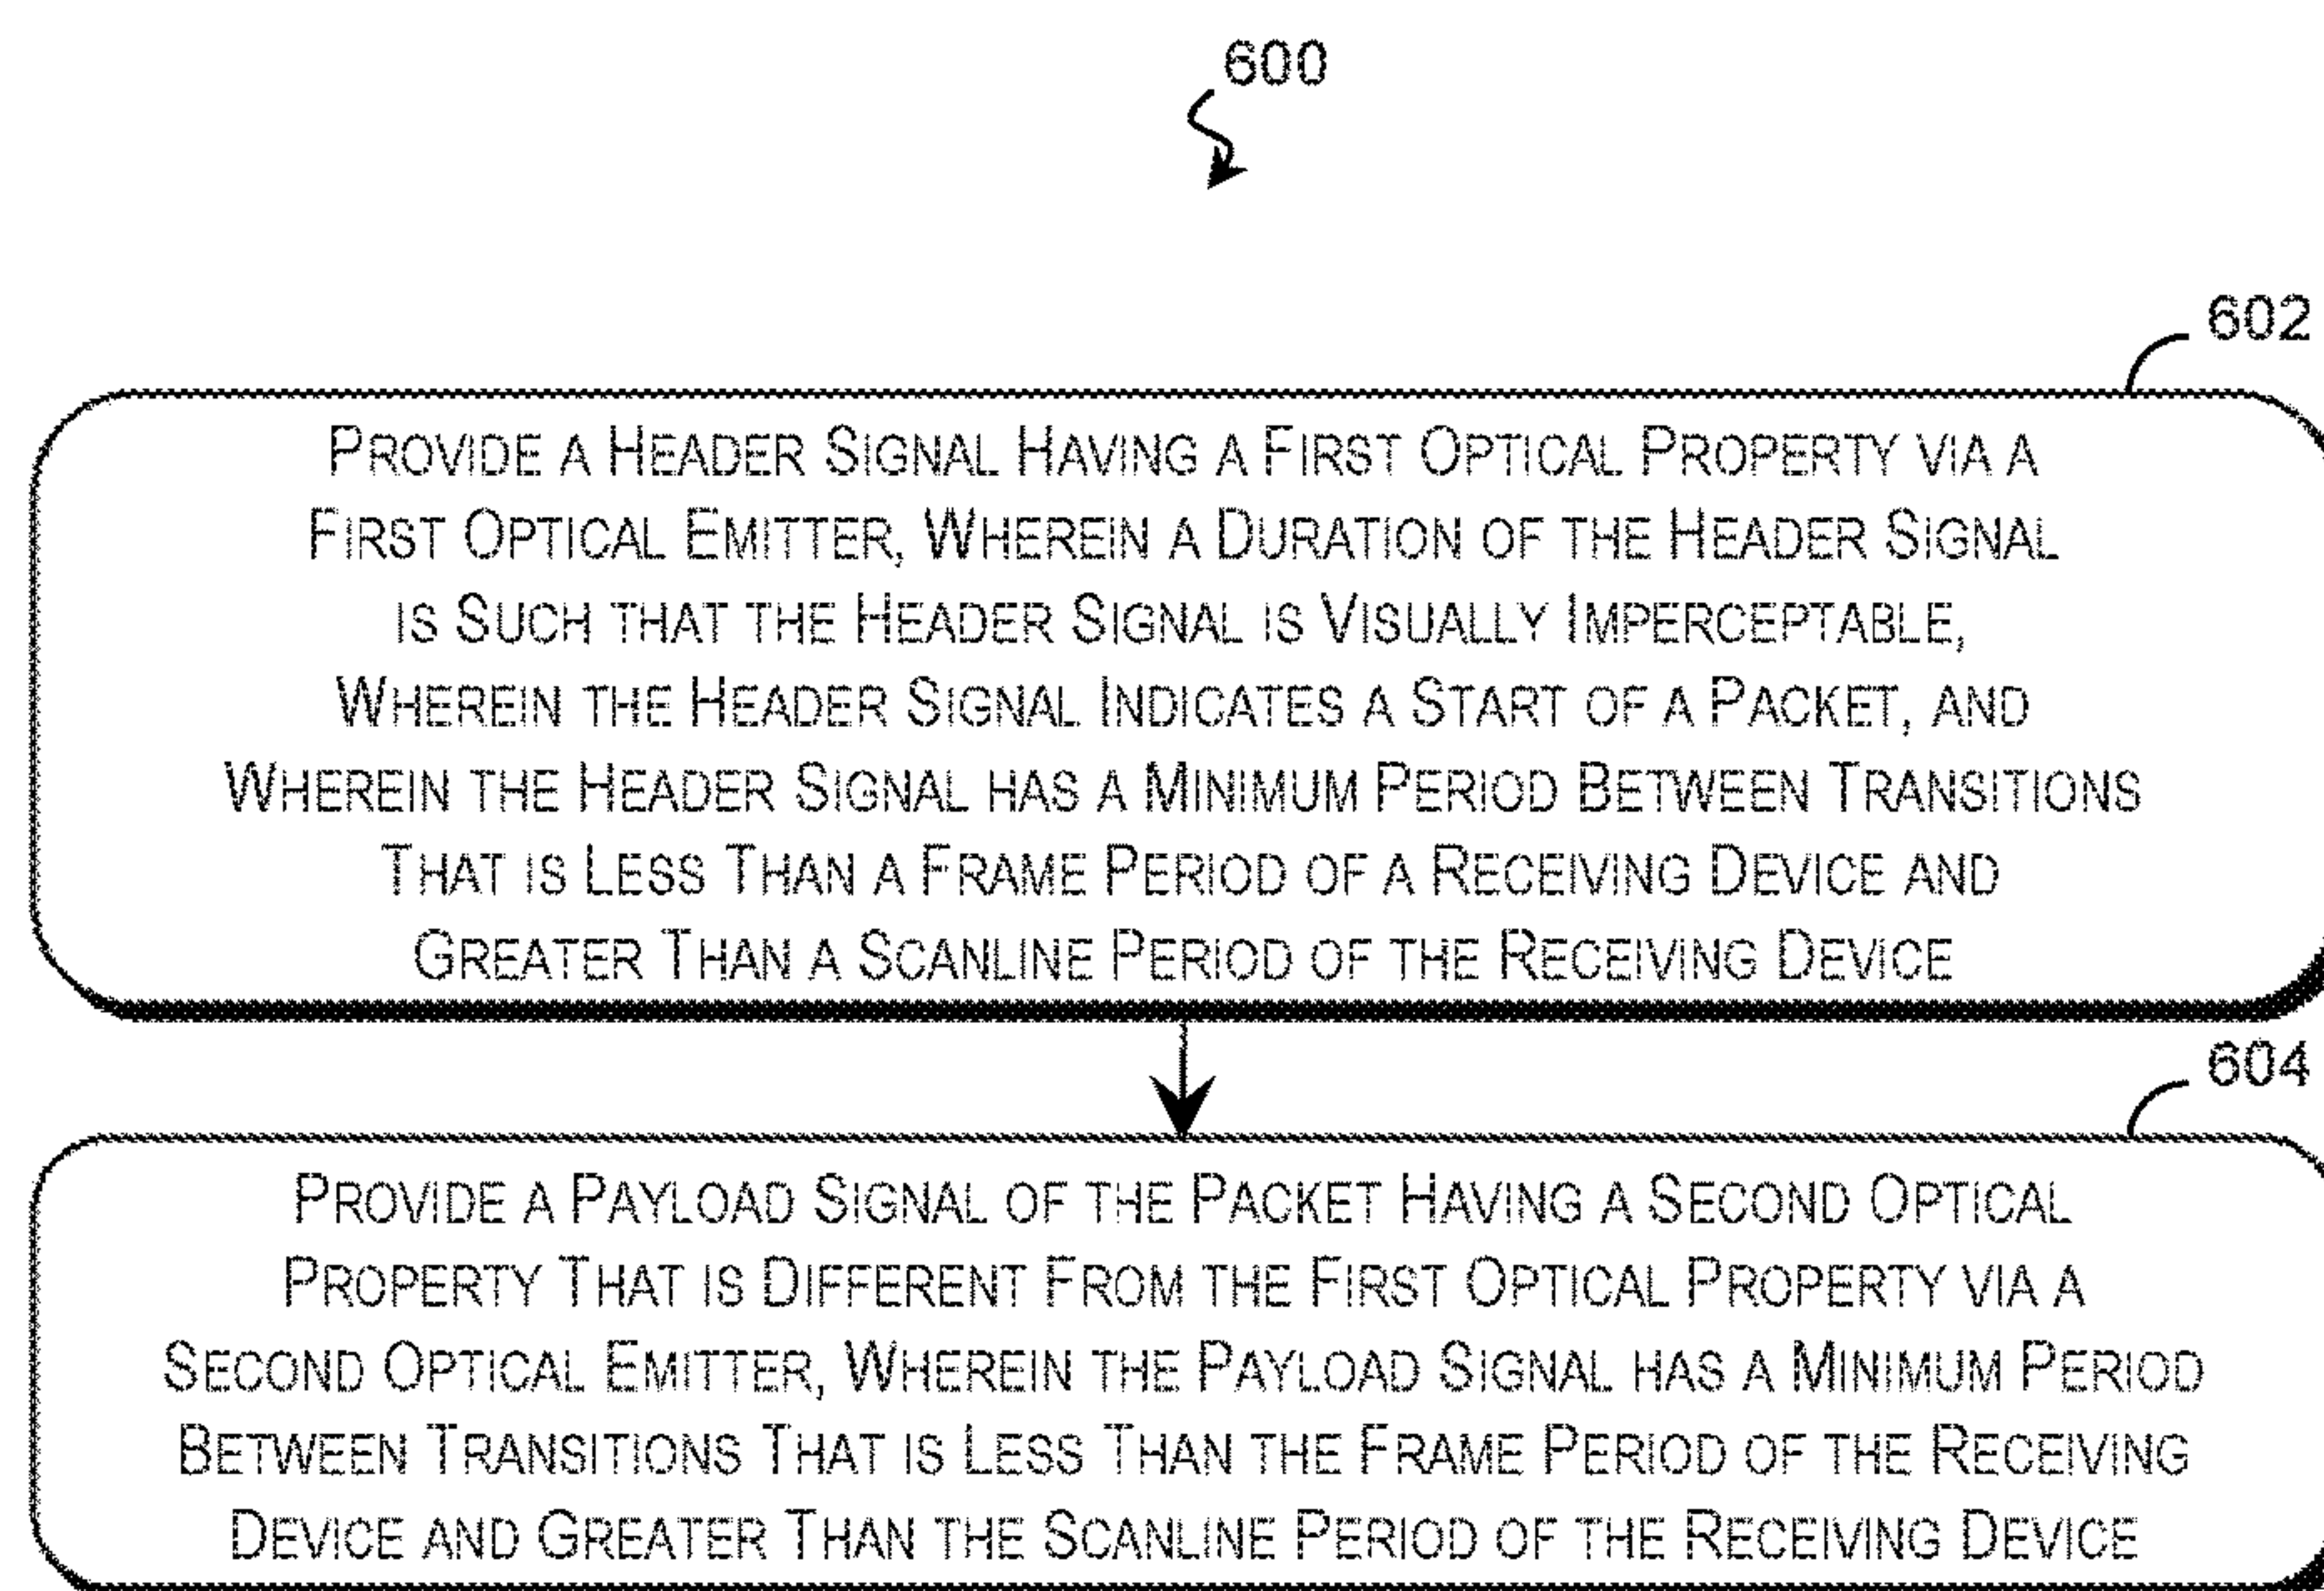 600
602
PROVIDE A HEADER SIGNAL HAVING A FIRST OPTICAL PROPERTY VIA A
FIRST OPTICAL EMITTER, WHEREIN A DURATION OF THE HEADER SIGNAL
IS SUCH THAT THE HEADER SIGNAL IS VISUALLY IMPERCEPTABLE,
WHEREIN THE HEADER SIGNAL INDICATES A START OF A PACKET, AND
WHEREIN THE HEADER SIGNAL HAS A MINIMUM PERIOD BETWEEN TRANSITIONS
THAT IS LESS THAN A FRAME PERIOD OF A RECEIVING DEVICE AND
GREATER THAN A SCANLINE PERIOD OF THE RECEIVING DEVICE
604
PROVIDE A PAYLOAD SIGNAL OF THE PACKET HAVING A SECOND OPTICAL
PROPERTY THAT IS DIFFERENT FROM THE FIRST OPTICAL PROPERTY VIA A
SECOND OPTICAL EMITTER, WHEREIN THE PAYLOAD SIGNAL HAS A MINIMUM PERIOD
BETWEEN TRANSITIONS THAT IS LESS THAN THE FRAME PERIOD OF THE RECEIVING
DEVICE AND GREATER THAN THE SCANLINE PERIOD OF THE RECEIVING DEVICE